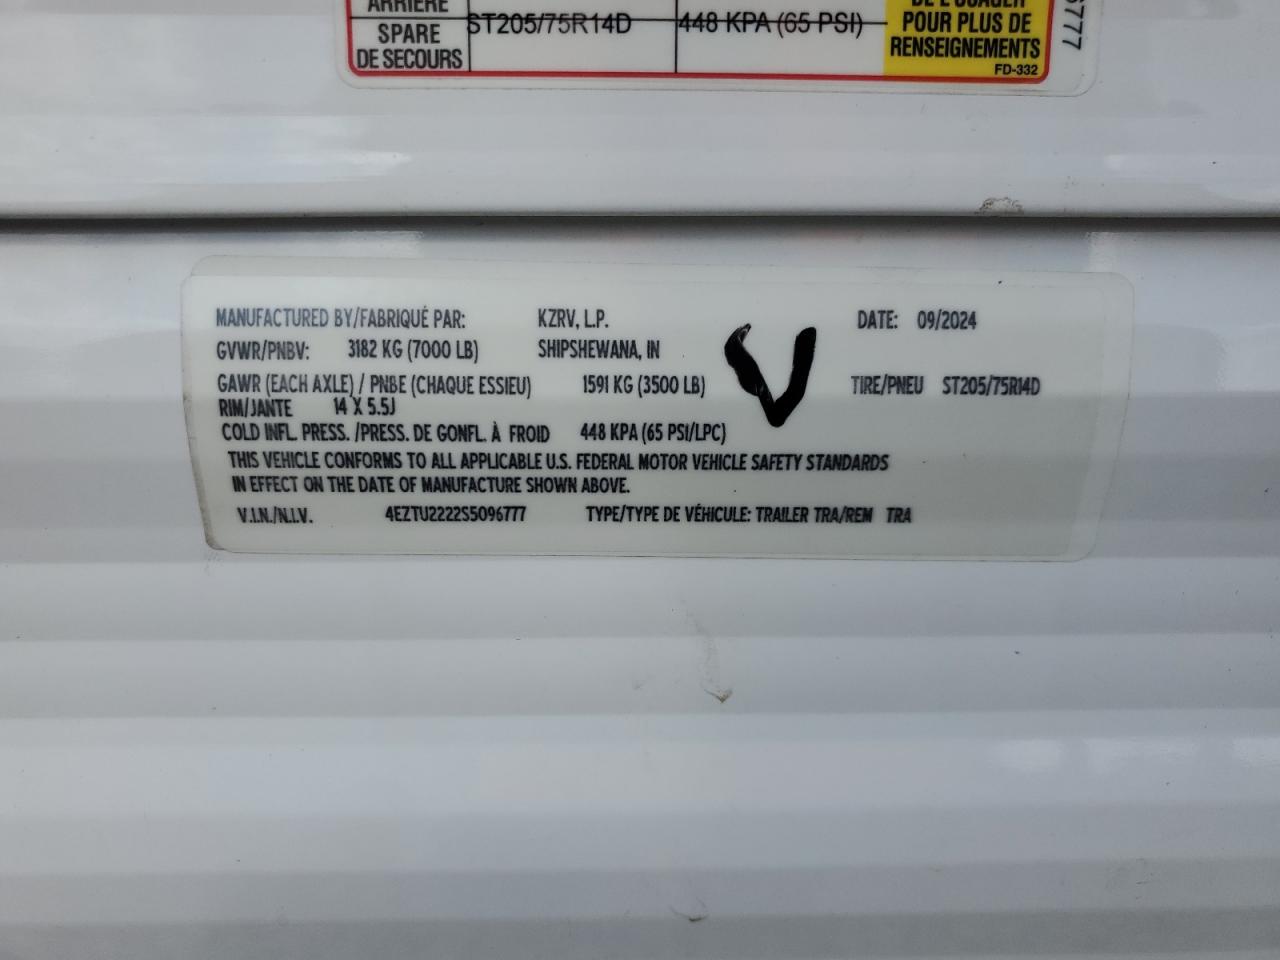 ARRIÈRE
SPARE
DE SECOURS
ST205/75R14D
448 KPA (65 PSI)
DE L'USAGER
POUR PLUS DE
RENSEIGNEMENTS
FD-332
6777
MANUFACTURED BY/FABRIQUÉ PAR: KZRV, L.P. DATE: 09/2024
GVWR/PNBV: 3182 KG (7000 LB) SHIPSHEWANA, IN
GAWR (EACH AXLE) / PNBE (CHAQUE ESSIEU) 1591 KG (3500 LB) TIRE/PNEU ST205/75R14D
RIM/JANTE 14 X 5.5J
COLD INFL. PRESS. /PRESS. DE GONFL. À FROID 448 KPA (65 PSI/LPC)
THIS VEHICLE CONFORMS TO ALL APPLICABLE U.S. FEDERAL MOTOR VEHICLE SAFETY STANDARDS
IN EFFECT ON THE DATE OF MANUFACTURE SHOWN ABOVE.
V.I.N./N.I.V. 4EZTU2222S5096777 TYPE/TYPE DE VÉHICULE: TRAILER TRA/REM TRA